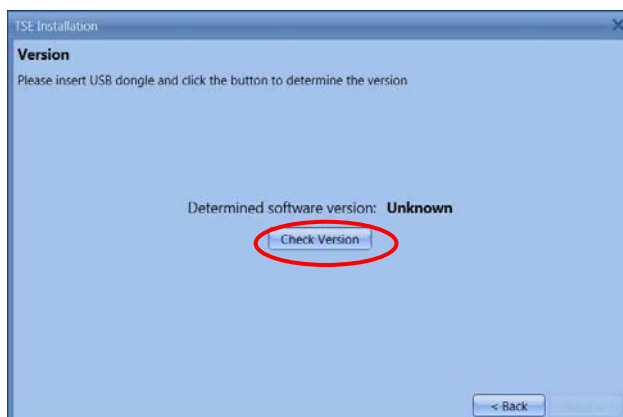 TSE Installation
Version
Please insert USB dongle and click the button to determine the version
Determined software version: Unknown
Check Version
< Back